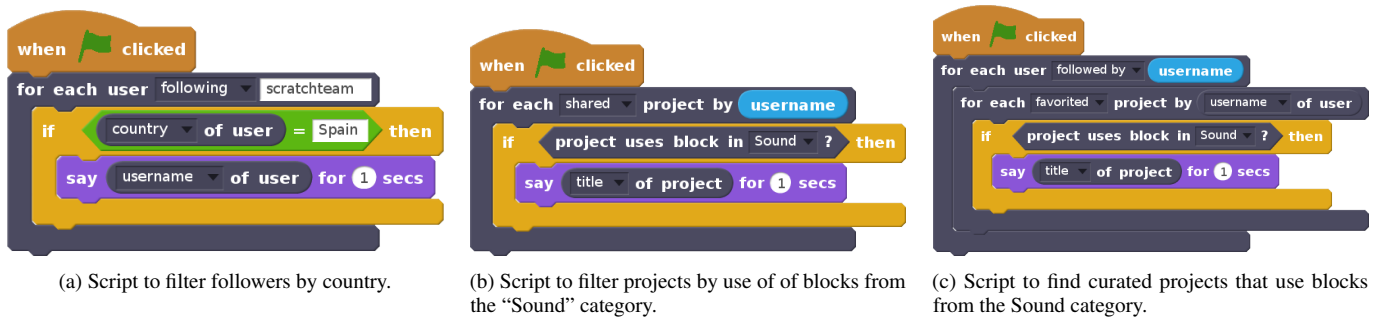 when clicked
for each user following scratchteam
if country of user = Spain then
say username of user for 1 secs
(a) Script to filter followers by country.
when clicked
for each shared project by username
if project uses block in Sound ? then
say title of project for 1 secs
(b) Script to filter projects by use of of blocks from
the “Sound” category.
when clicked
for each user followed by username
for each favorited project by username of user
if project uses block in Sound ? then
say title of project for 1 secs
(c) Script to find curated projects that use blocks
from the Sound category.